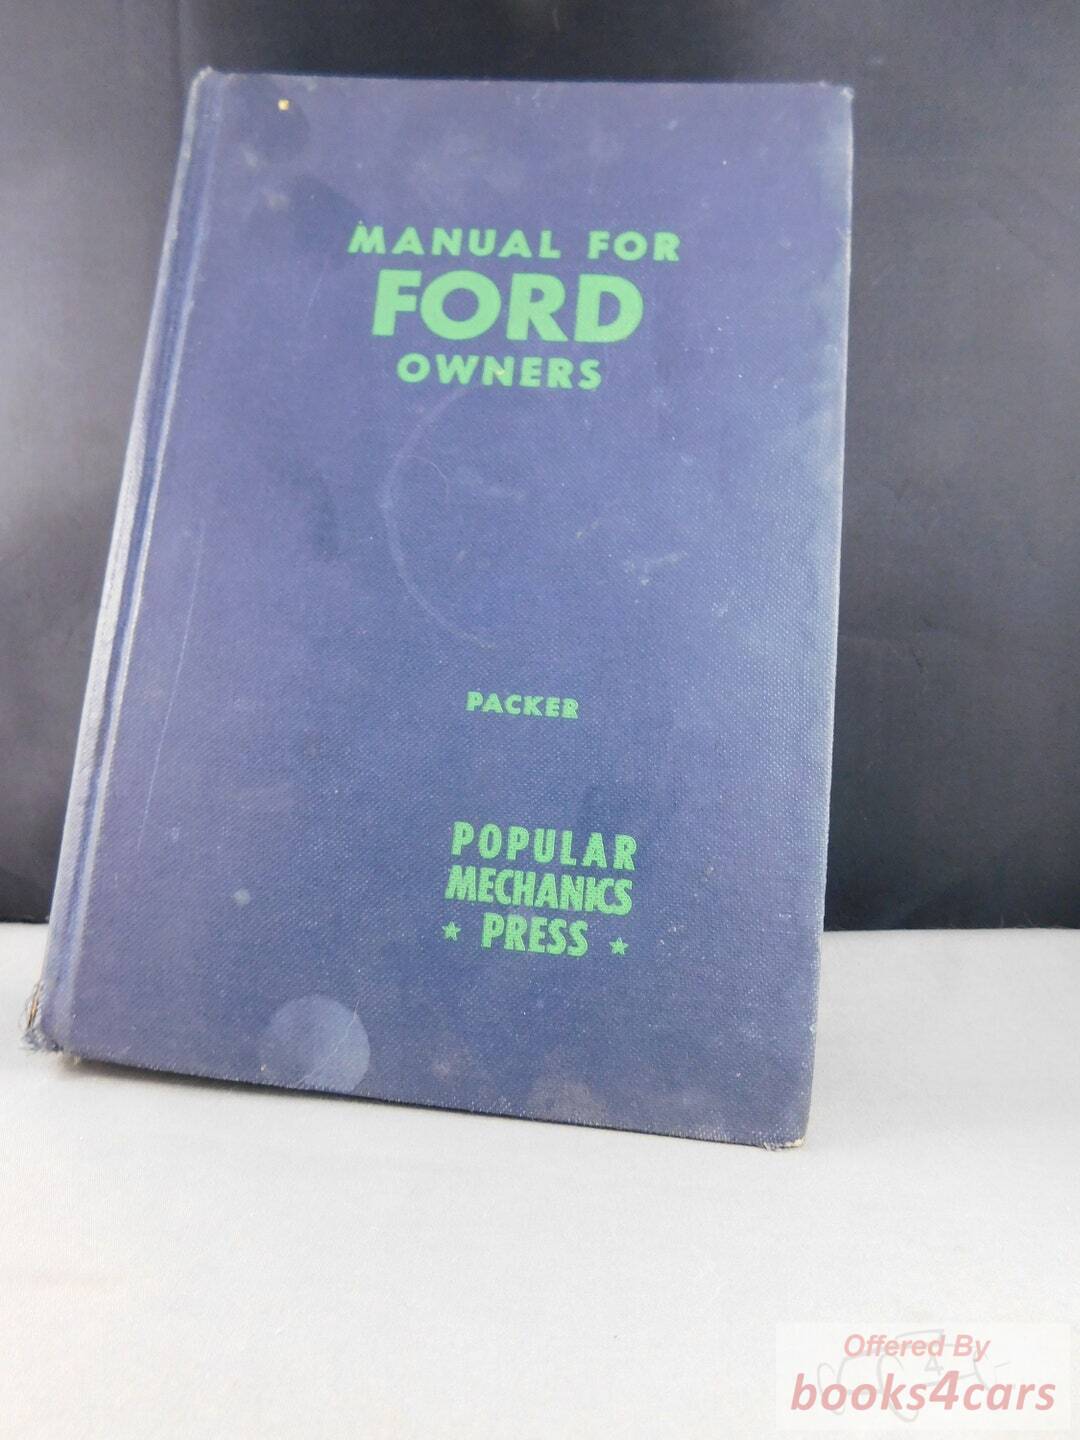 MANUAL FOR
FORD
OWNERS
PACKER
POPULAR
MECHANICS
★ PRESS ★
Offered By
books4cars